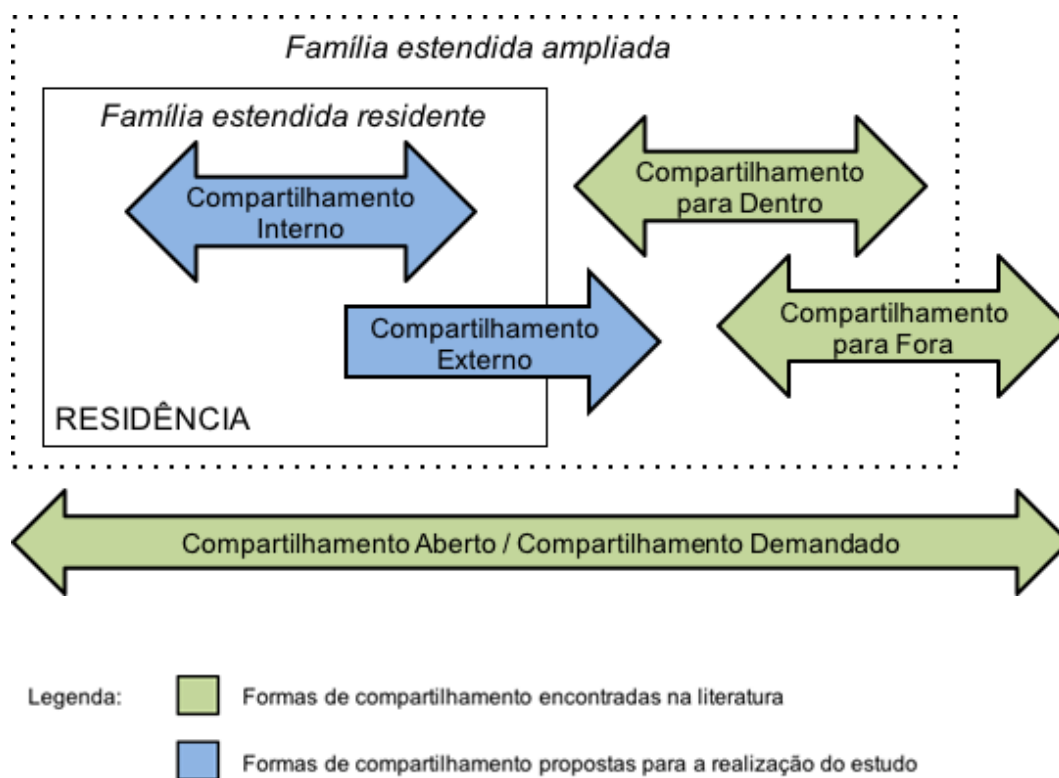 Família estendida ampliada
Família estendida residente
Compartilhamento
Interno
Compartilhamento
para Dentro
Compartilhamento
Externo
Compartilhamento
para Fora
RESIDÊNCIA
Compartilhamento Aberto / Compartilhamento Demandado
Legenda:
Formas de compartilhamento encontradas na literatura
Formas de compartilhamento propostas para a realização do estudo